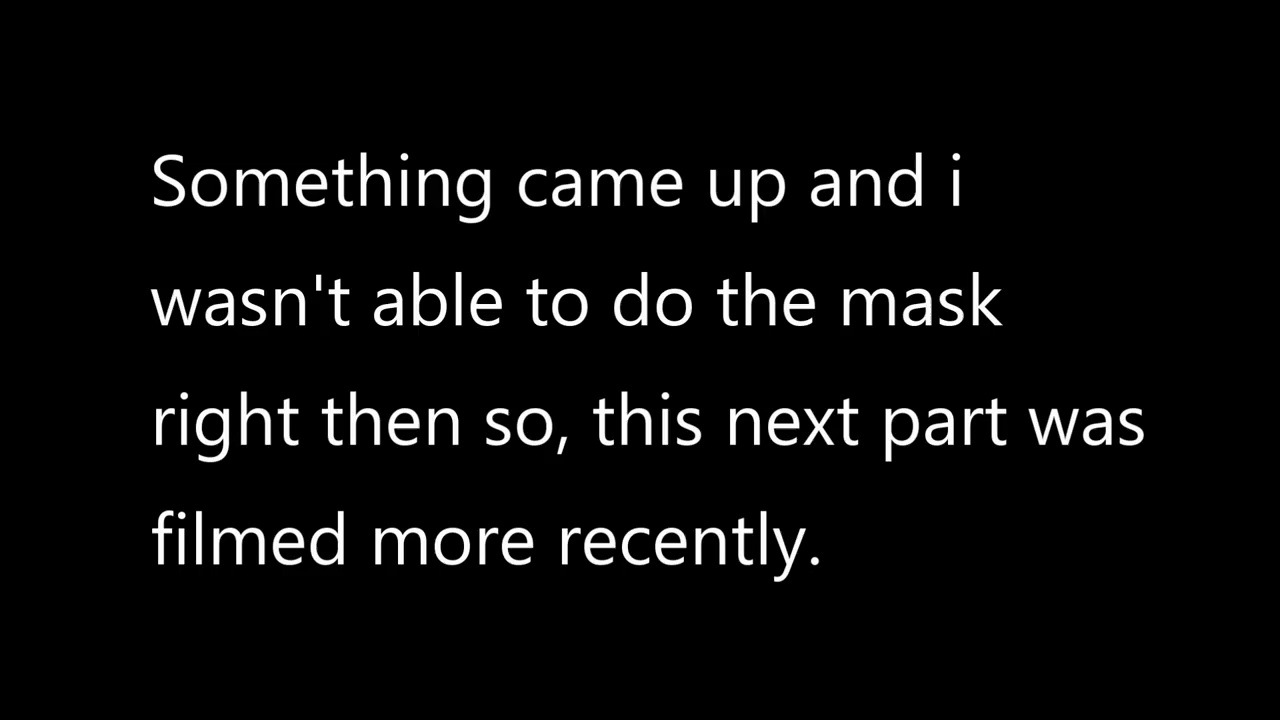 Something came up and i
wasn't able to do the mask
right then so, this next part was
filmed more recently.